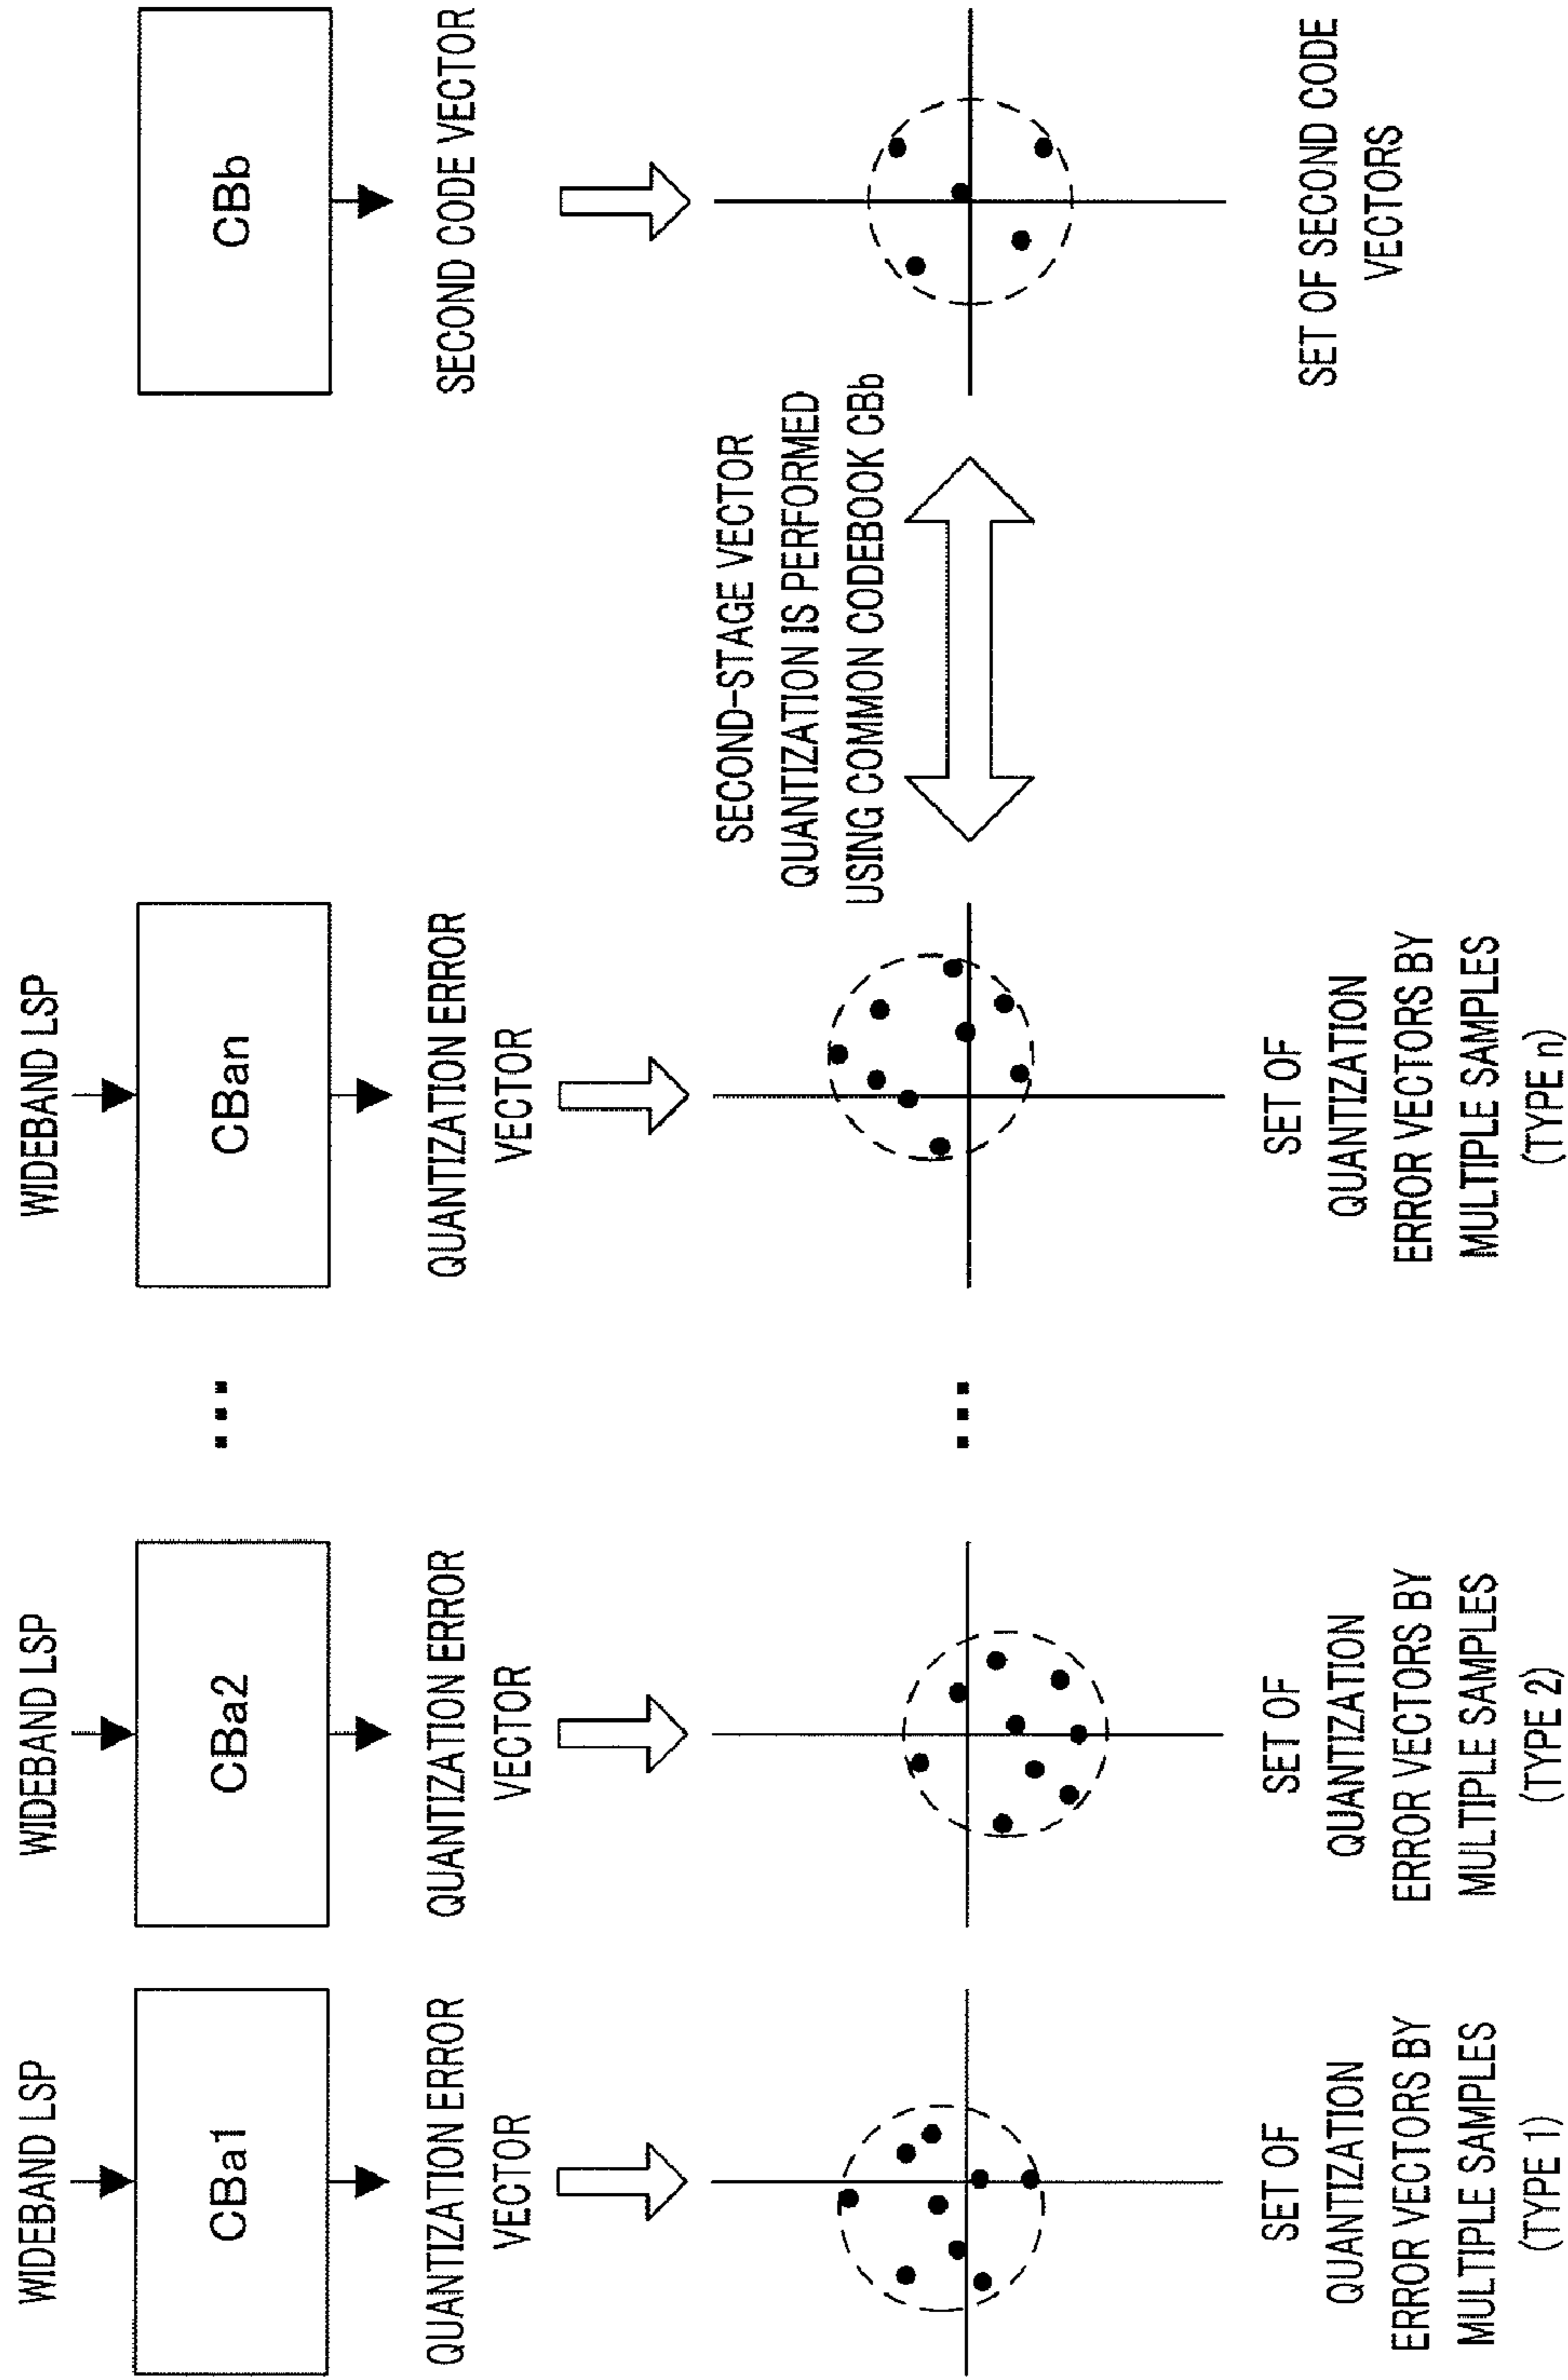 WIDEBAND LSP
CBa1
QUANTIZATION ERROR
VECTOR
SET OF
QUANTIZATION
ERROR VECTORS BY
MULTIPLE SAMPLES
(TYPE 1)
WIDEBAND LSP
CBa2
QUANTIZATION ERROR
VECTOR
SET OF
QUANTIZATION
ERROR VECTORS BY
MULTIPLE SAMPLES
(TYPE 2)
WIDEBAND LSP
CBan
QUANTIZATION ERROR
VECTOR
SET OF
QUANTIZATION
ERROR VECTORS BY
MULTIPLE SAMPLES
(TYPE n)
SECOND-STAGE VECTOR
QUANTIZATION IS PERFORMED
USING COMMON CODEBOOK CBb
CBb
SECOND CODE VECTOR
SET OF SECOND CODE
VECTORS